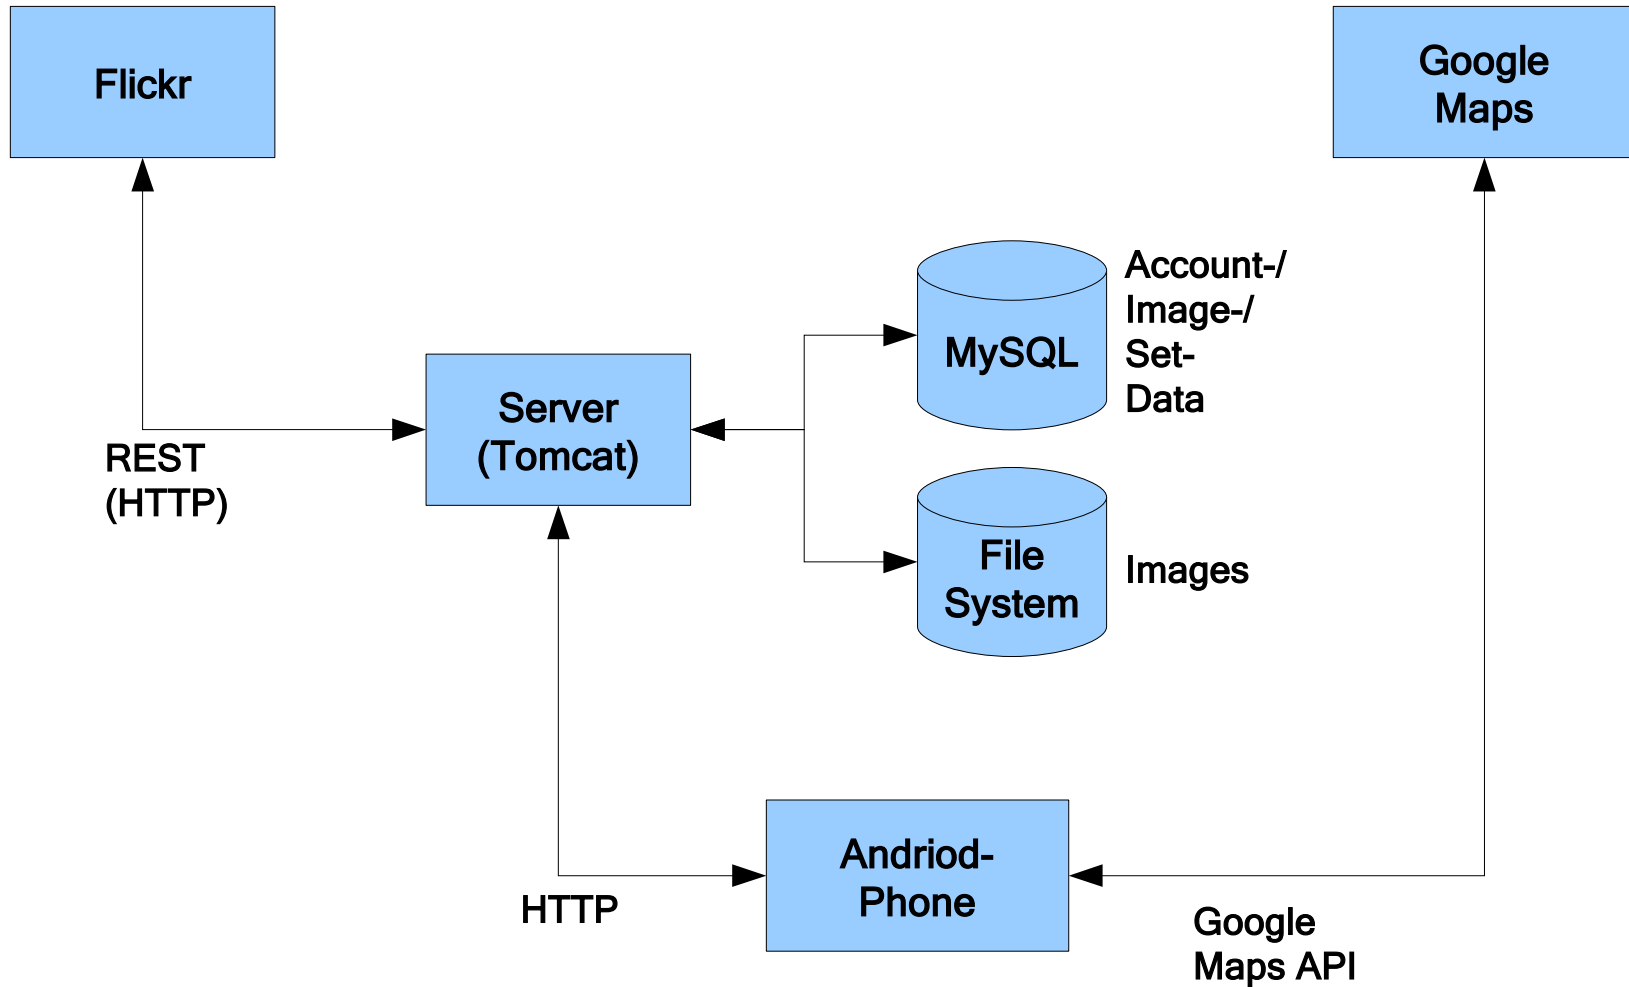 Flickr
Google
Maps
Account-/
Image-/
Set-
Data
MySQL
Server
(Tomcat)
REST
(HTTP)
File
System
Images
Andriod-
Phone
HTTP
Google
Maps API